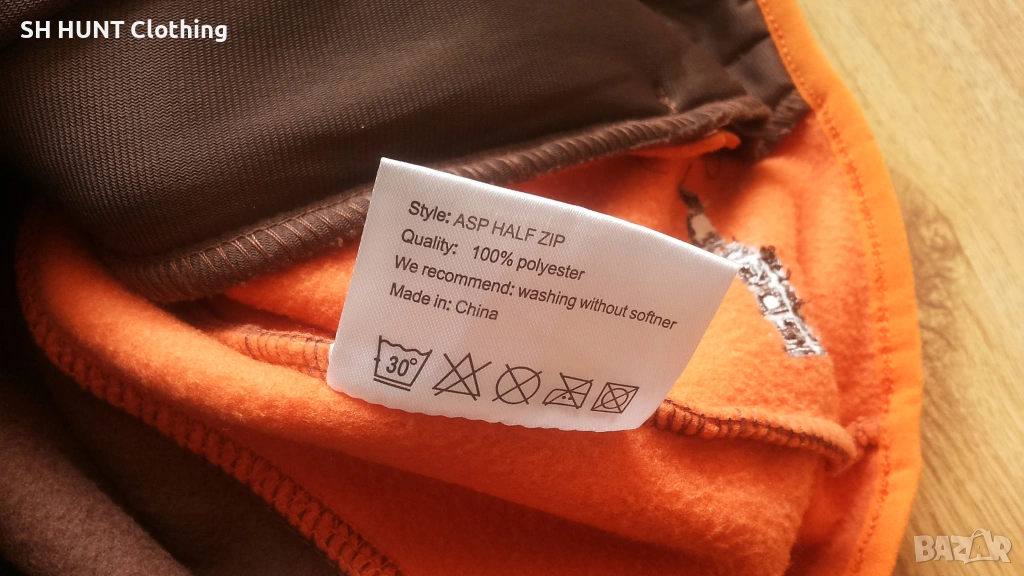 SH HUNT Clothing
Style: ASP HALF ZIP
Quality: 100% polyester
We recommend: washing without softner
Made in: China
30°
BAZAR